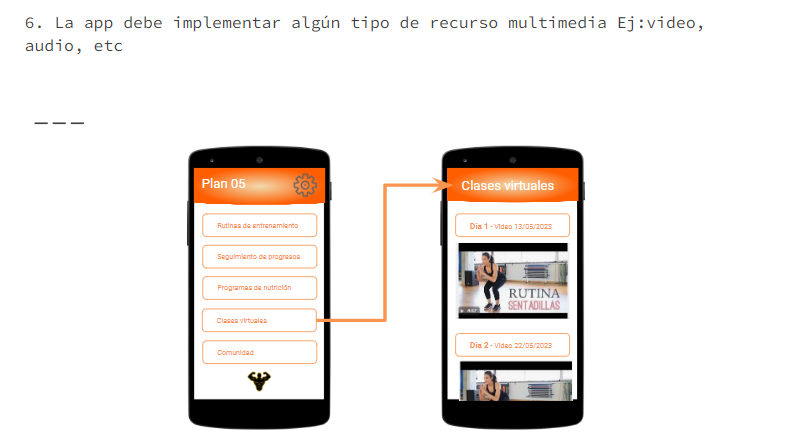 6. La app debe implementar algún tipo de recurso multimedia Ej:video,
audio, etc
Plan 05
Rutinas de entrenamiento
Seguimiento de progresos
Programas de nutrición
Clases virtuales
Comunidad
Clases virtuales
Día 1 - Video 13/05/2023
RUTINA
SENTADILLAS
Día 2 - Video 22/05/2023